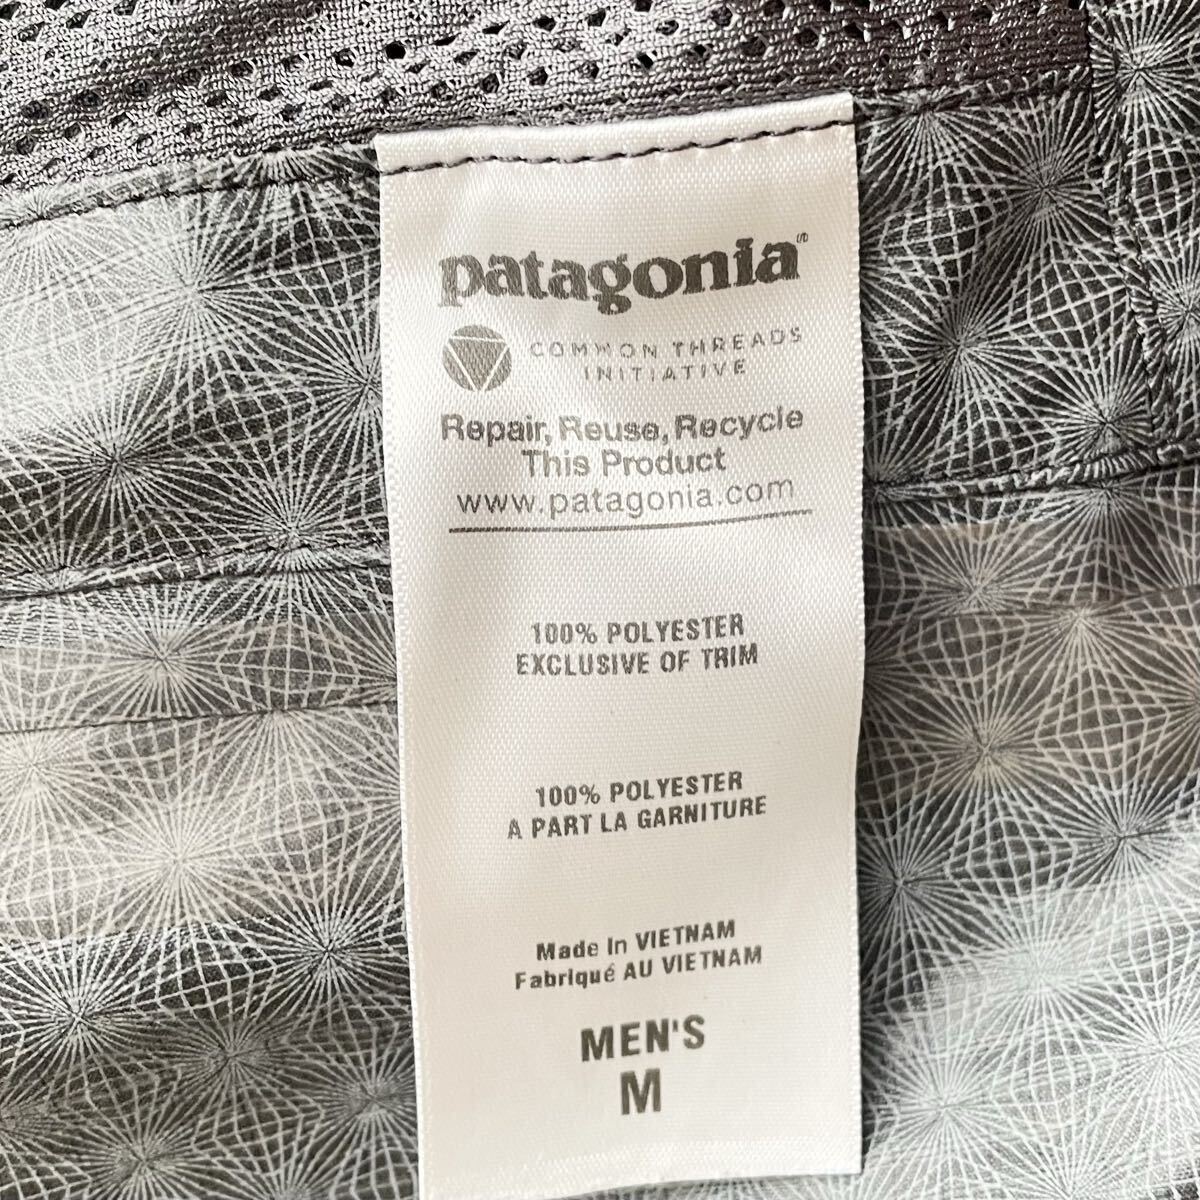 patagonia®
COMMON THREADS
INITIATIVE
Repair, Reuse, Recycle
This Product
www.patagonia.com
100% POLYESTER
EXCLUSIVE OF TRIM
100% POLYESTER
A PART LA GARNITURE
Made In VIETNAM
Fabriqué AU VIETNAM
MEN'S
M